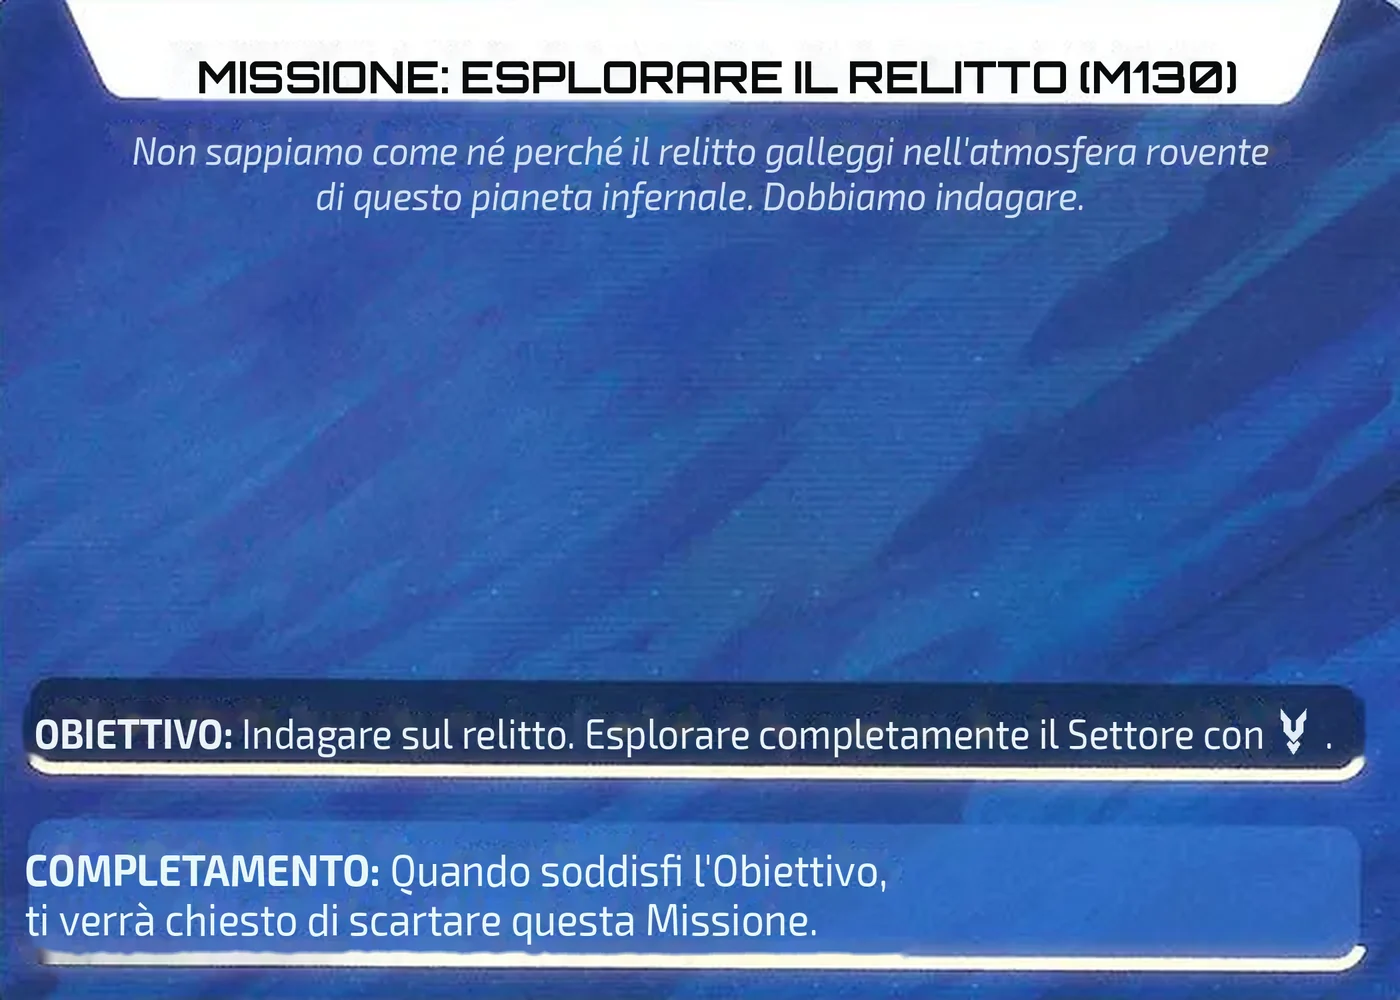 MISSIONE: ESPLORARE IL RELITTO (M130)
Non sappiamo come né perché il relitto galleggi nell'atmosfera rovente
di questo pianeta infernale. Dobbiamo indagare.
OBIETTIVO: Indagare sul relitto. Esplorare completamente il Settore con .
COMPLETAMENTO: Quando soddisfi l'Obiettivo,
ti verrà chiesto di scartare questa Missione.